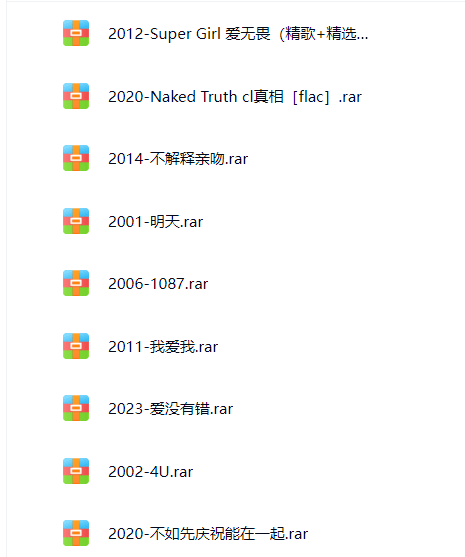 2012-Super Girl 爱无畏（精歌+精选...
2020-Naked Truth cl真相［flac］.rar
2014-不解释亲吻.rar
2001-明天.rar
2006-1087.rar
2011-我爱我.rar
2023-爱没有错.rar
2002-4U.rar
2020-不如先庆祝能在一起.rar